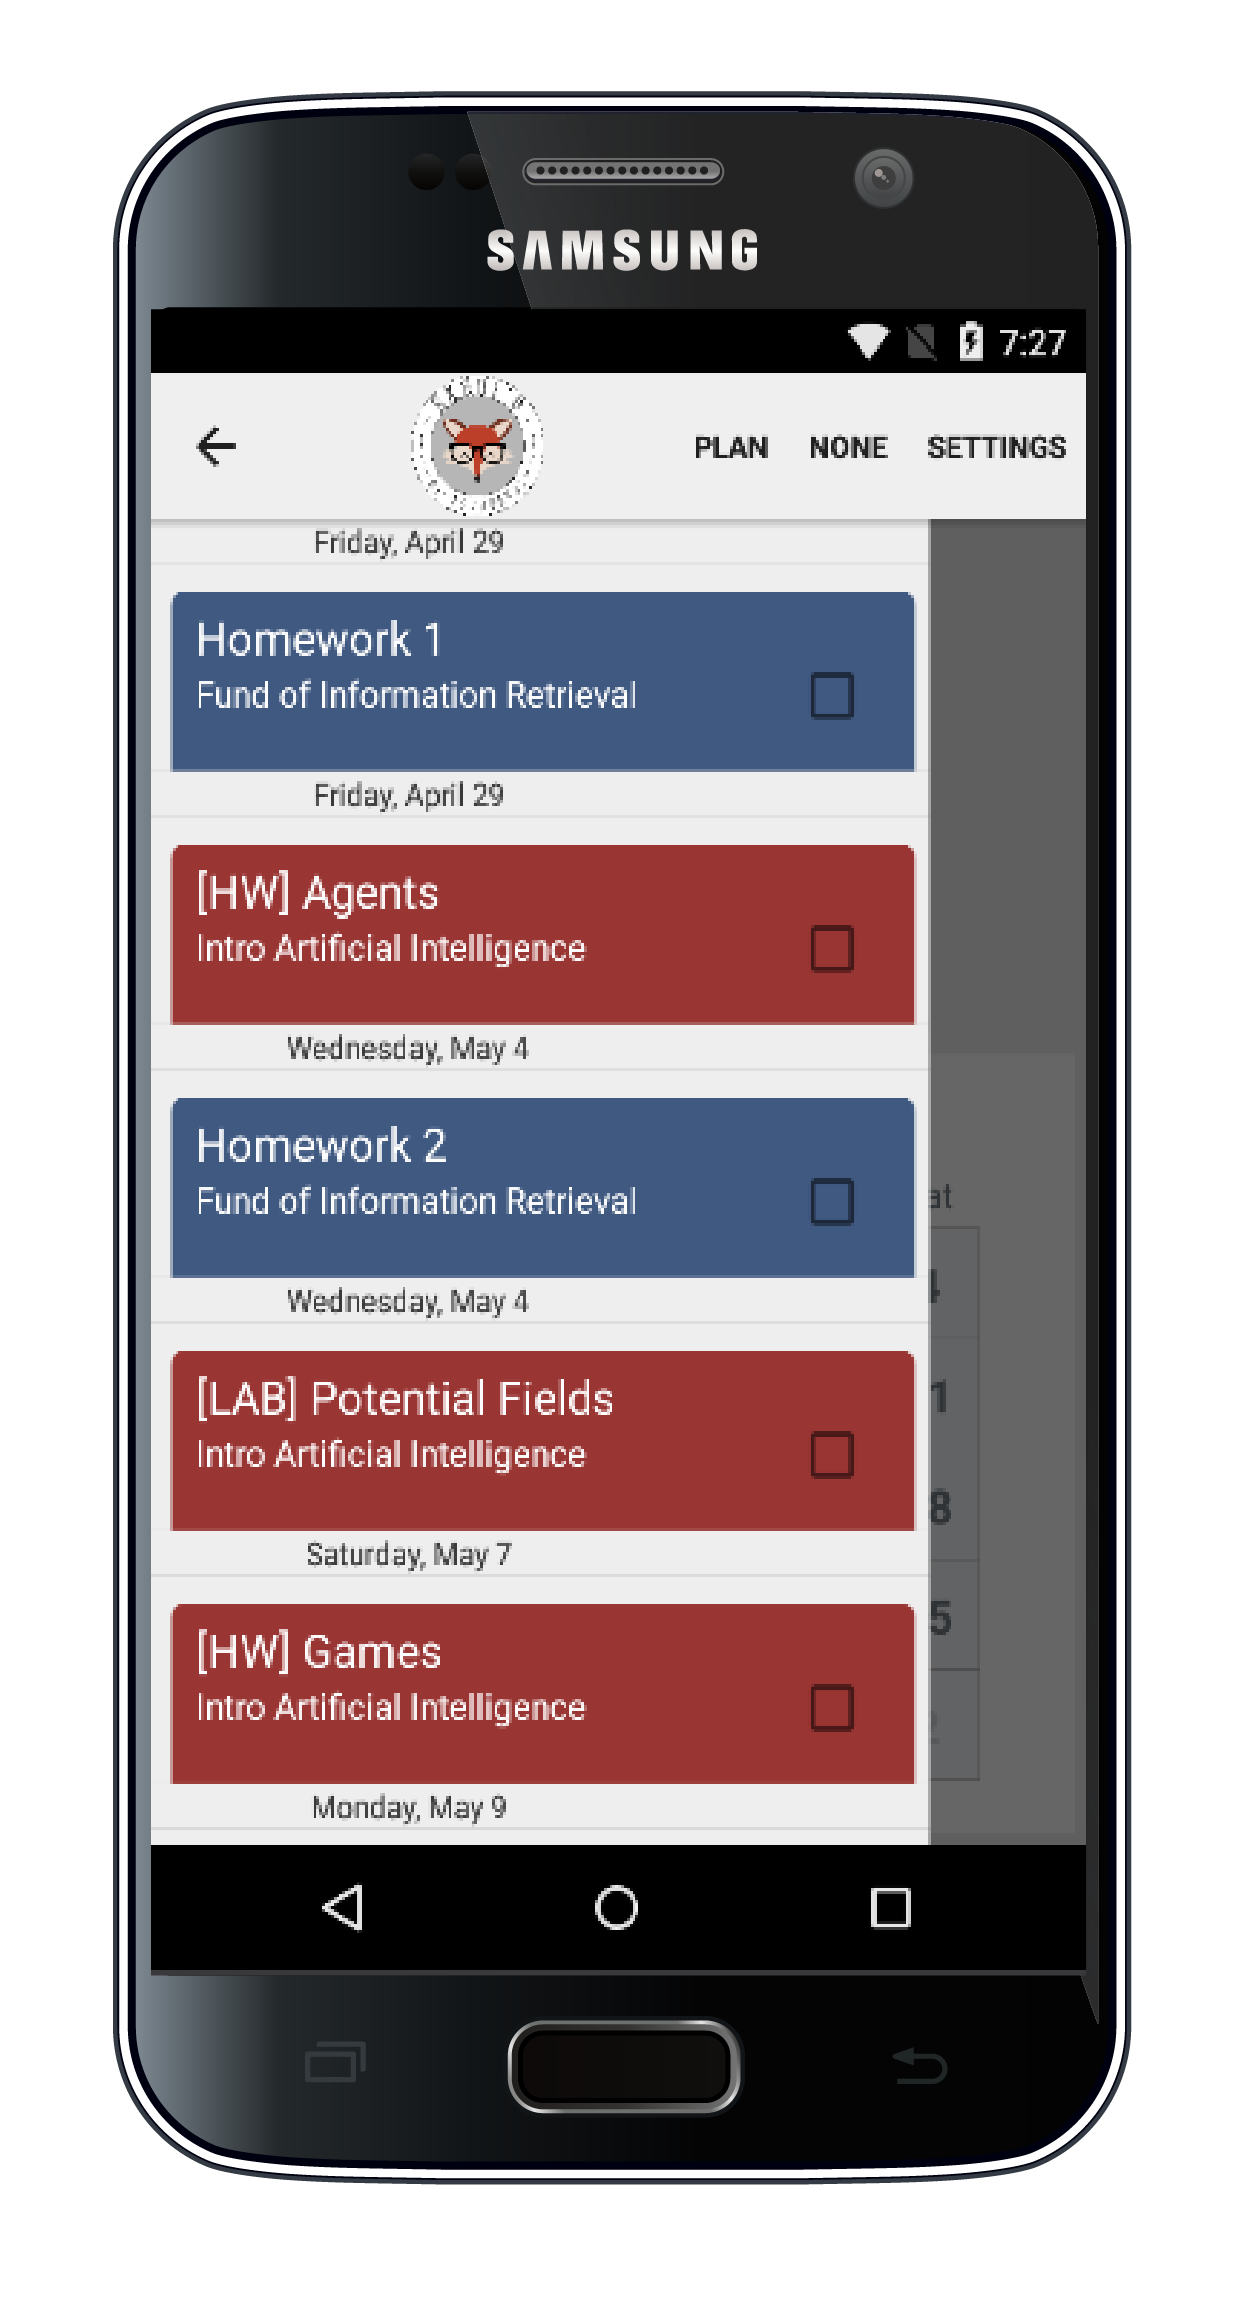 SAMSUNG
7:27
PLAN NONE SETTINGS
Friday, April 29
Homework 1
Fund of Information Retrieval
Friday, April 29
[HW] Agents
Intro Artificial Intelligence
Wednesday, May 4
Homework 2
Fund of Information Retrieval
at
Wednesday, May 4
[LAB] Potential Fields
Intro Artificial Intelligence
1
8
Saturday, May 7
5
[HW] Games
Intro Artificial Intelligence
Monday, May 9